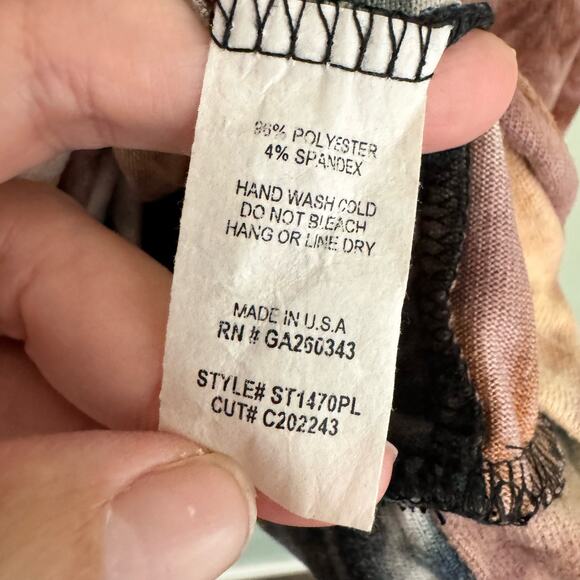 96% POLYESTER
4% SPANDEX
HAND WASH COLD
DO NOT BLEACH
HANG OR LINE DRY
MADE IN U.S.A
RN # GA260343
STYLE# ST1470PL
CUT# C202243